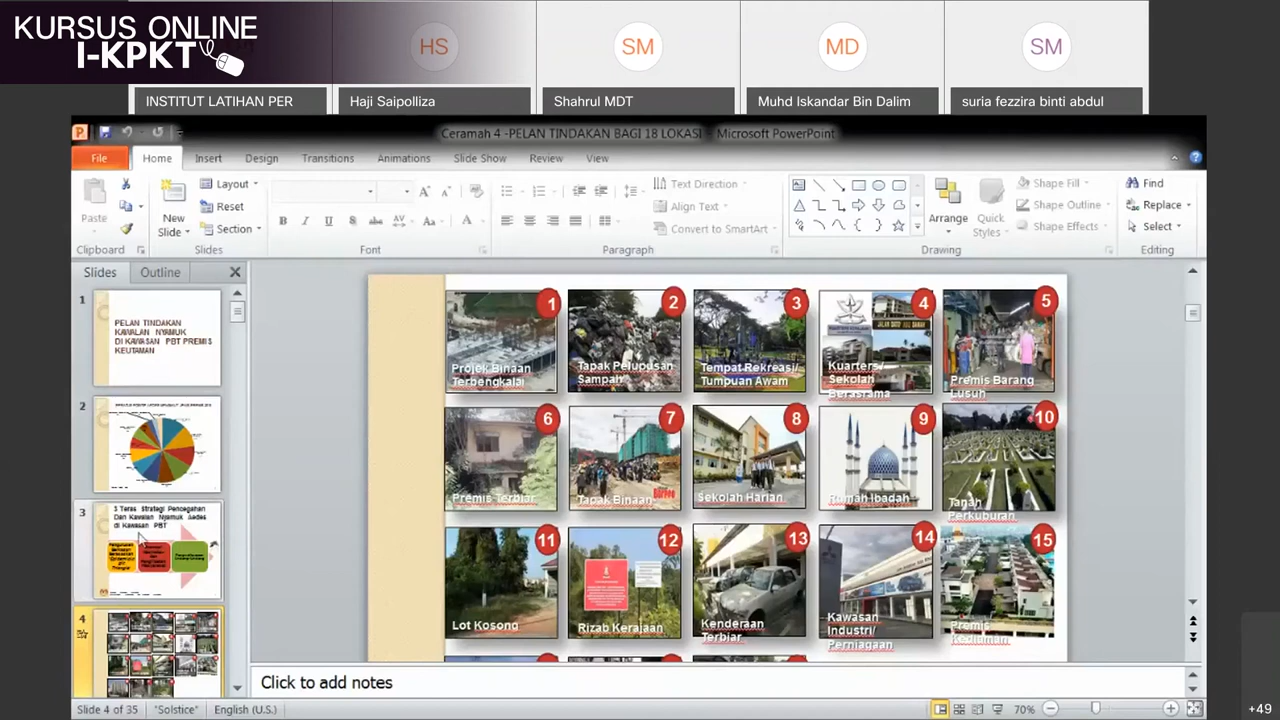 KURSUS ONLINE
I-KPKT
HS
SM
MD
SM
INSTITUT LATIHAN PER
Haji Saipolliza
Shahrul MDT
Muhd Iskandar Bin Dalim
suria fezzira binti abdul
Ceramah 4 -PELAN TINDAKAN BAGI 18 LOKASI - Microsoft PowerPoint
File
Home
Insert
Design
Transitions
Animations
Slide Show
Review
View
Paste
Clipboard
New
Slide
Layout
Reset
Section
Slides
Font
Text Direction
Align Text
Convert to SmartArt
Paragraph
Arrange
Quick
Styles
Shape Fill
Shape Outline
Shape Effects
Drawing
Find
Replace
Select
Editing
Slides
Outline
1
PELAN TINDAKAN
KAWALAN NYAMUK
DI KAWASAN PBT PREMIS
KEUTAMAN
2
3
3 Teras Strategi Pencegahan
Dan Kawalan Nyamuk Aedes
di Kawasan PBT
4
1
Projek Binaan
Terbengkalai
2
Tapak Pelupusan
Sampah
3
Tempat Rekreasi/
Tumpuan Awam
4
Kuarters/
Sekolah
Berasrama
5
Premis Barang
Lusuh
6
Premis Terbiar
7
Tapak Binaan
8
Sekolah Harian
9
Rumah Ibadah
10
Tanah
Perkuburan
11
Lot Kosong
12
Rizab Kerajaan
13
Kenderaan
Terbiar
14
Kawasan
Industri/
Perniagaan
15
Premis
Kediaman
Click to add notes
Slide 4 of 35
"Solstice"
English (U.S.)
70%
+49